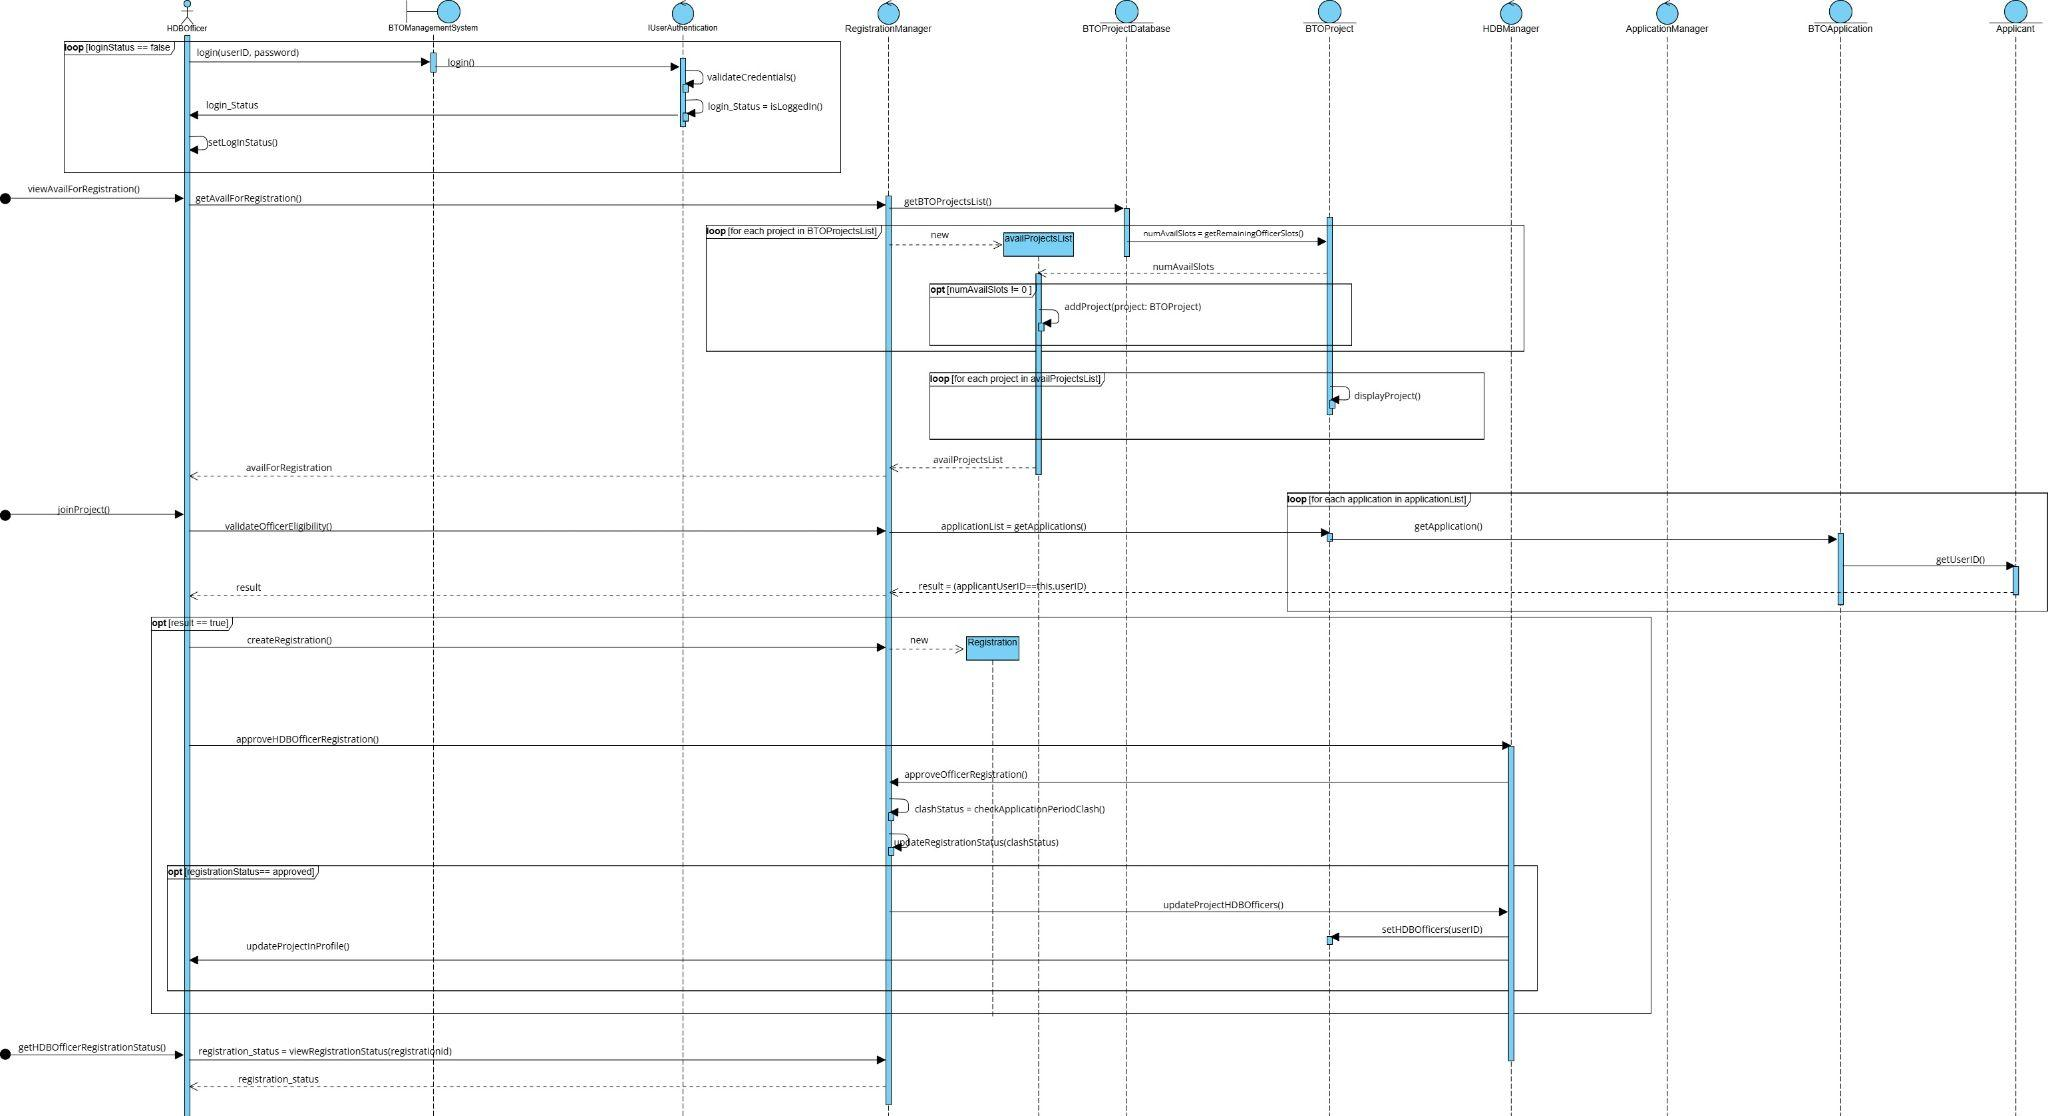 HDBOfficer
BTOManagementSystem
IUserAuthentication
RegistrationManager
BTOProjectDatabase
BTOProject
HDBManager
ApplicationManager
BTOApplication
Applicant
loop [loginStatus == false
login(userID, password)
login()
validateCredentials()
login_Status
login_Status = isLoggedIn()
setLoginStatus()
viewAvailForRegistration()
getAvailForRegistration()
getBTOProjectsList()
loop [for each project in BTOProjectsList]
new
availProjectsList
numAvailSlots = getRemainingOfficerSlots()
numAvailSlots
opt [numAvailSlots != 0 ]
addProject(project: BTOProject)
loop [for each project in availProjectsList]
displayProject()
availProjectsList
availForRegistration
loop [for each application in applicationList]
joinProject()
validateOfficerEligibility()
applicationList = getApplications()
getApplication()
getUserID()
result
result = (applicantUserID==this.userID)
opt [result == true]
createRegistration()
new
Registration
approveHDBOfficerRegistration()
approveOfficerRegistration()
clashStatus = checkApplicationPeriodClash()
updateRegistrationStatus(clashStatus)
opt [registrationStatus== approved]
updateProjectHDBOfficers()
setHDBOfficers(userID)
updateProjectInProfile()
getHDBOfficerRegistrationStatus()
registration_status = viewRegistrationStatus(registrationId)
registration_status